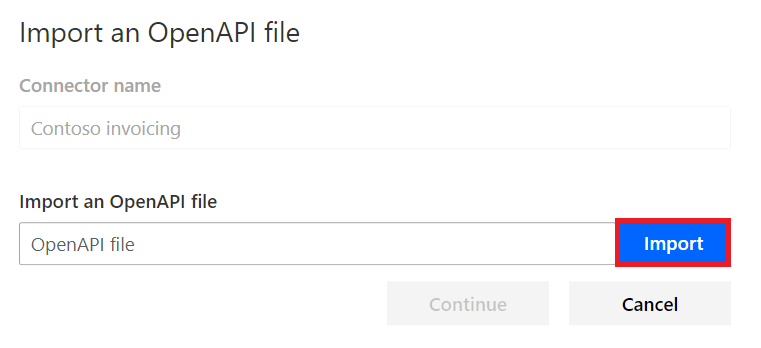 Import an OpenAPI file
Connector name
Contoso invoicing
Import an OpenAPI file
OpenAPI file Import
Continue Cancel